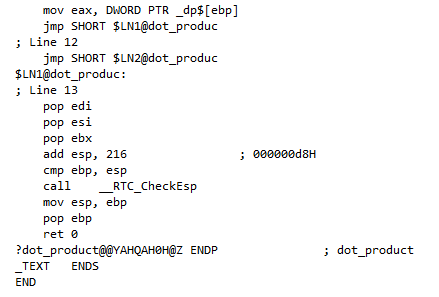 mov eax, DWORD PTR _dp$[ebp]
jmp SHORT $LN1@dot_produc
; Line 12
jmp SHORT $LN2@dot_produc
$LN1@dot_produc:
; Line 13
pop edi
pop esi
pop ebx
add esp, 216 ; 000000d8H
cmp ebp, esp
call __RTC_CheckEsp
mov esp, ebp
pop ebp
ret 0
?dot_product@@YAHQAH0H@Z ENDP ; dot_product
_TEXT ENDS
END